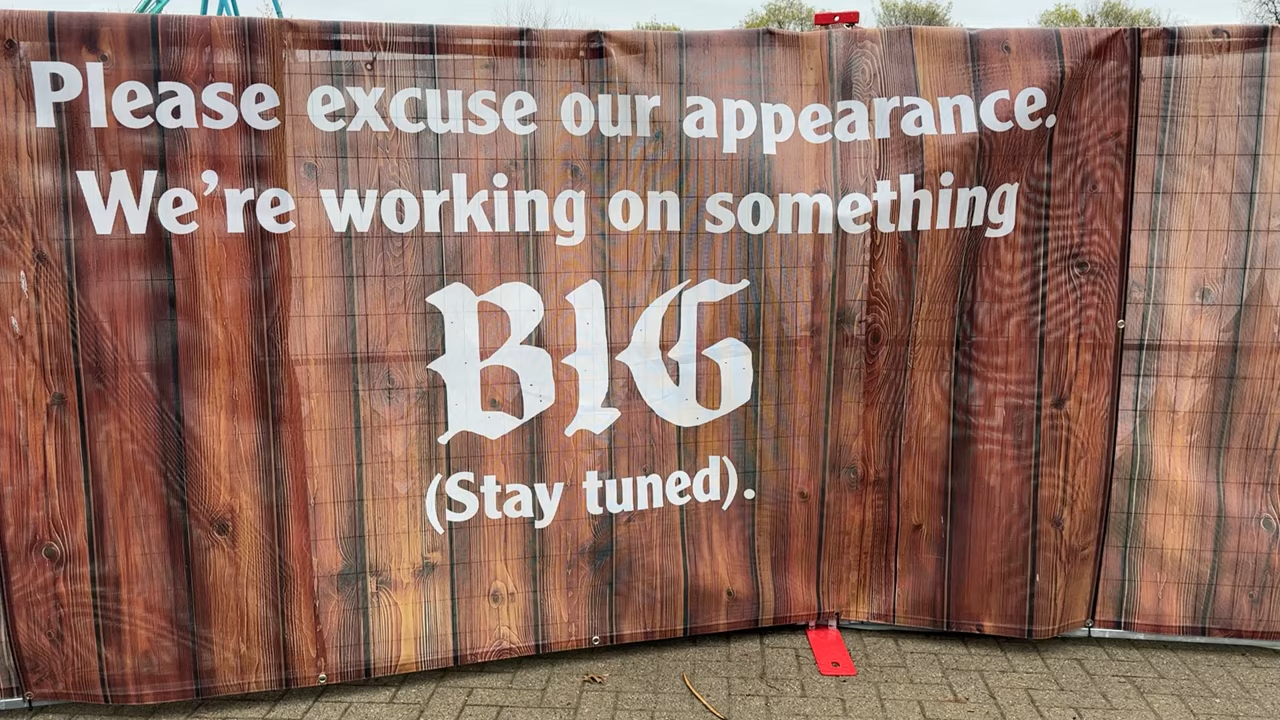 Please excuse our appearance.
We're working on something
BIG
(Stay tuned).